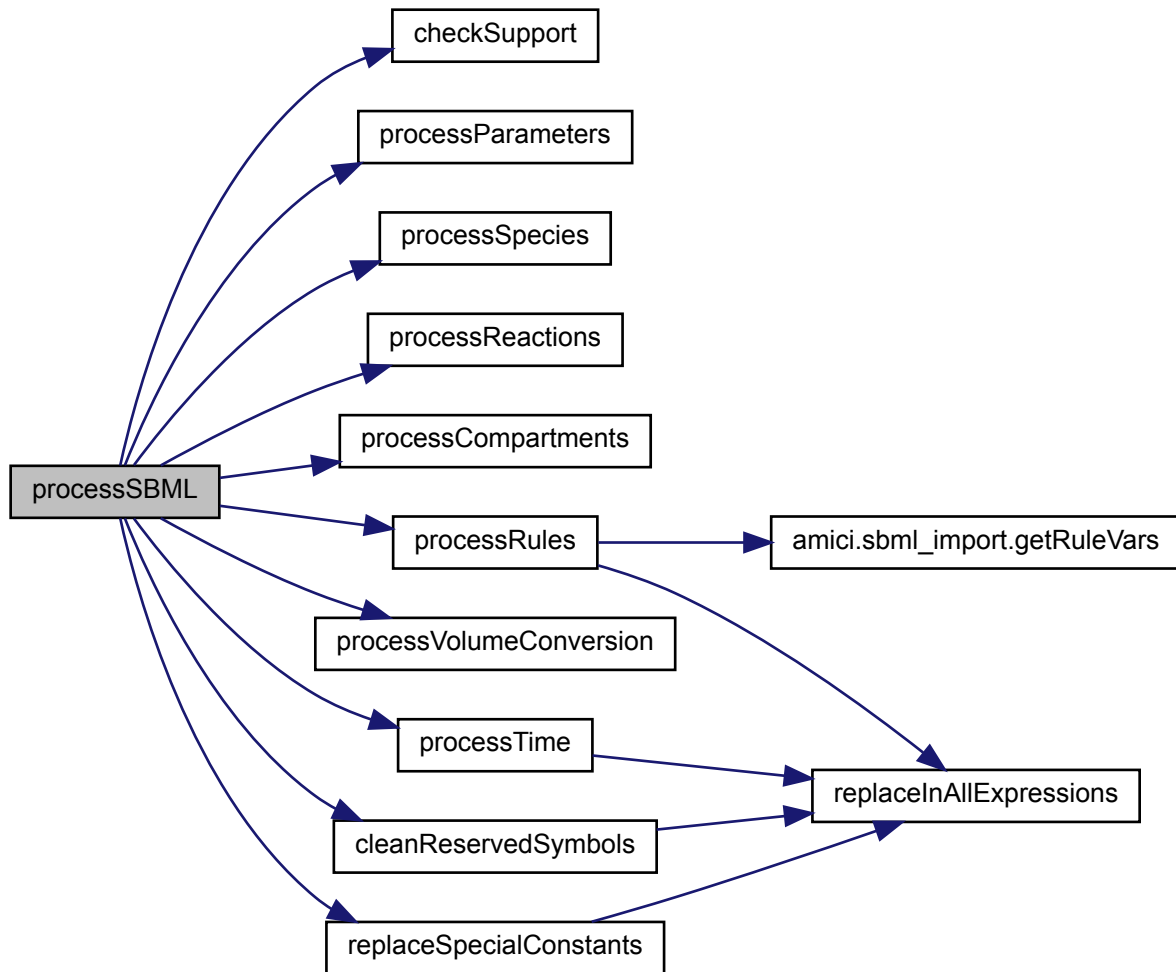 checkSupport
processParameters
processSpecies
processReactions
processCompartments
processSBML
processRules
amici.sbml_import.getRuleVars
processVolumeConversion
processTime
replaceInAllExpressions
cleanReservedSymbols
replaceSpecialConstants